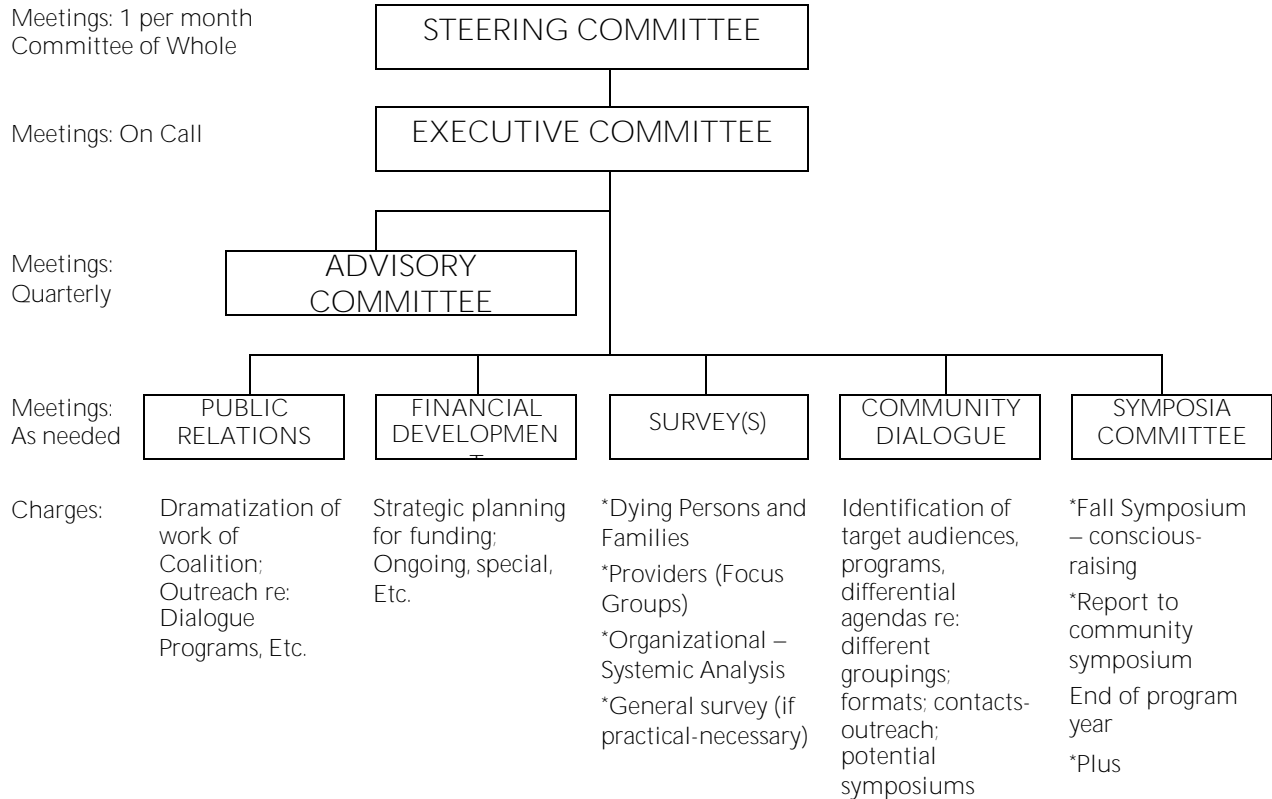 Meetings: 1 per month
Committee of Whole
STEERING COMMITTEE
Meetings: On Call
EXECUTIVE COMMITTEE
Meetings:
Quarterly
ADVISORY
COMMITTEE
Meetings:
As needed
PUBLIC
RELATIONS
FINANCIAL
DEVELOPMEN
T
SURVEY(S)
COMMUNITY
DIALOGUE
SYMPOSIA
COMMITTEE
Charges:
Dramatization of
work of
Coalition;
Outreach re:
Dialogue
Programs, Etc.
Strategic planning
for funding;
Ongoing, special,
Etc.
*Dying Persons and
Families
*Providers (Focus
Groups)
*Organizational –
Systemic Analysis
*General survey (if
practical-necessary)
Identification of
target audiences,
programs,
differential
agendas re:
different
groupings;
formats; contacts-
outreach;
potential
symposiums
*Fall Symposium
– conscious-
raising
*Report to
community
symposium
End of program
year
*Plus